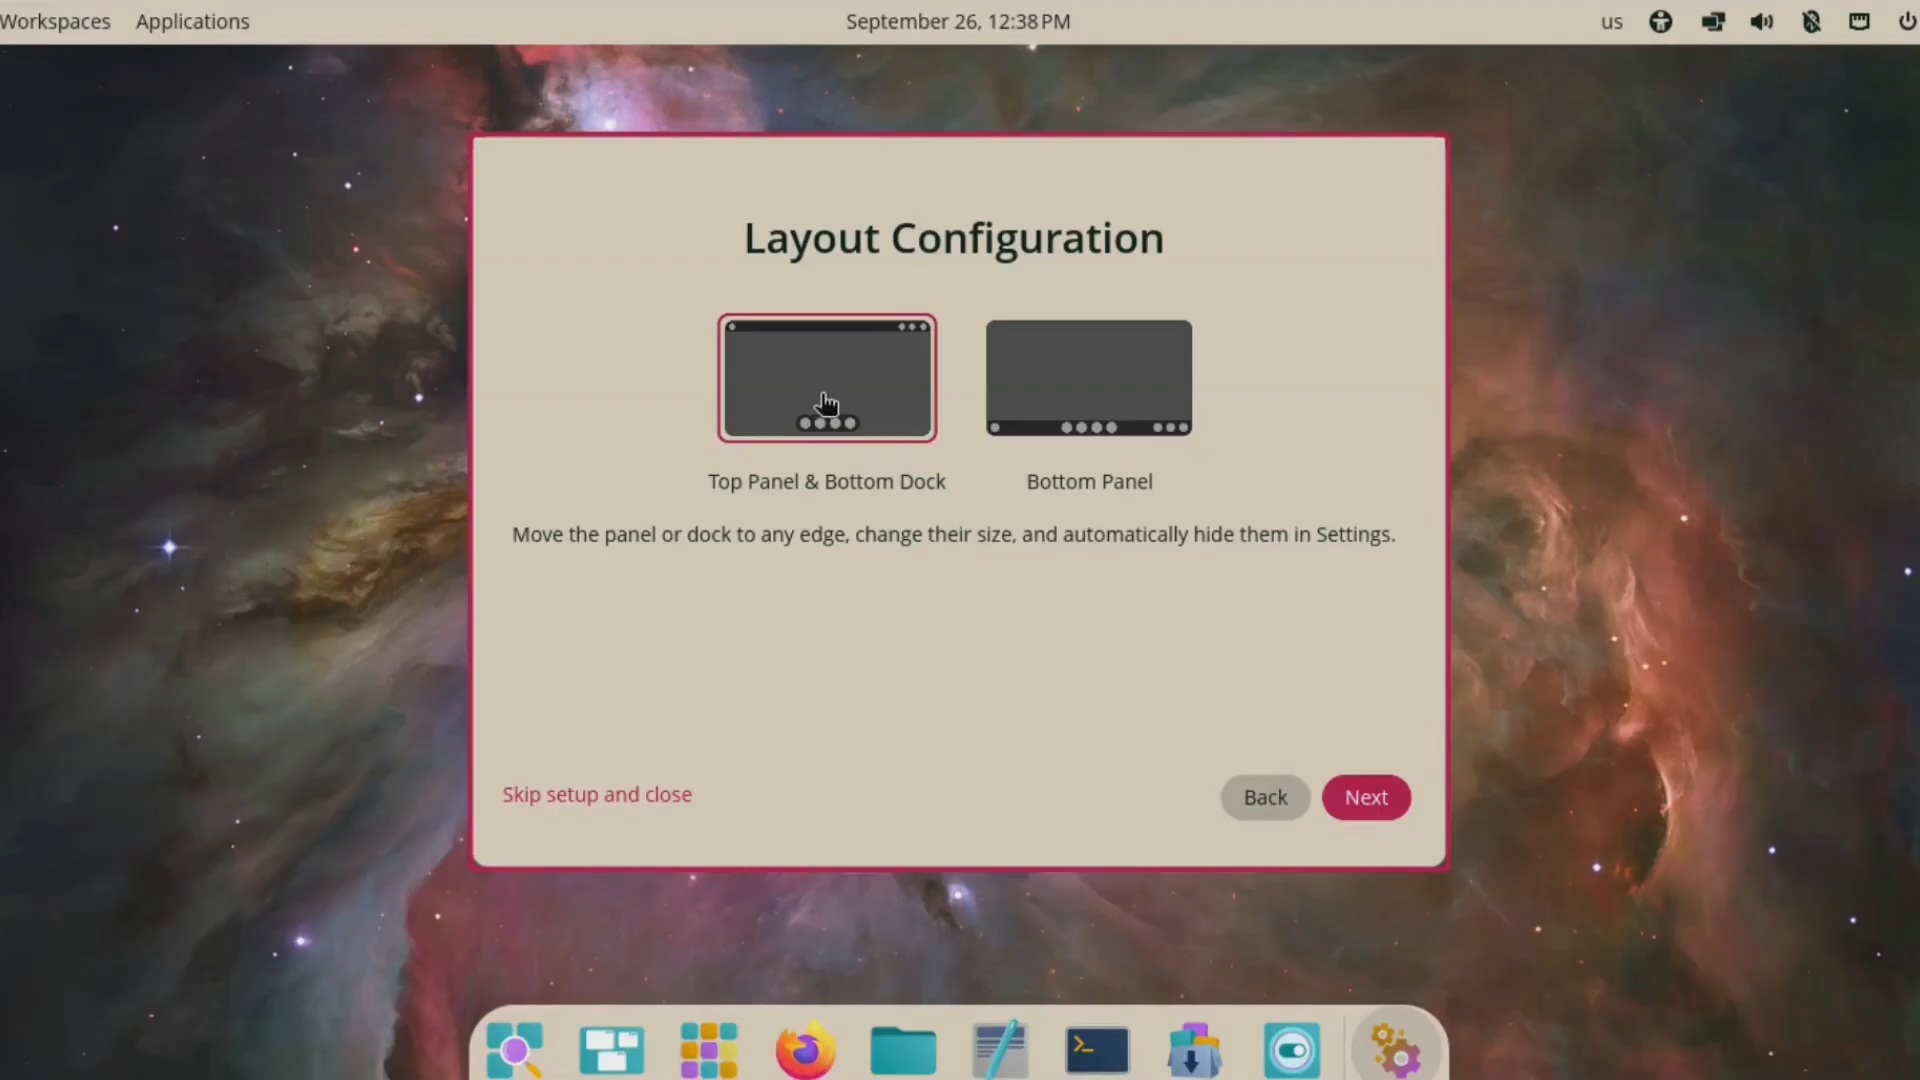 Workspaces Applications September 26, 12:38 PM us
Layout Configuration
Top Panel & Bottom Dock Bottom Panel
Move the panel or dock to any edge, change their size, and automatically hide them in Settings.
Skip setup and close Back Next